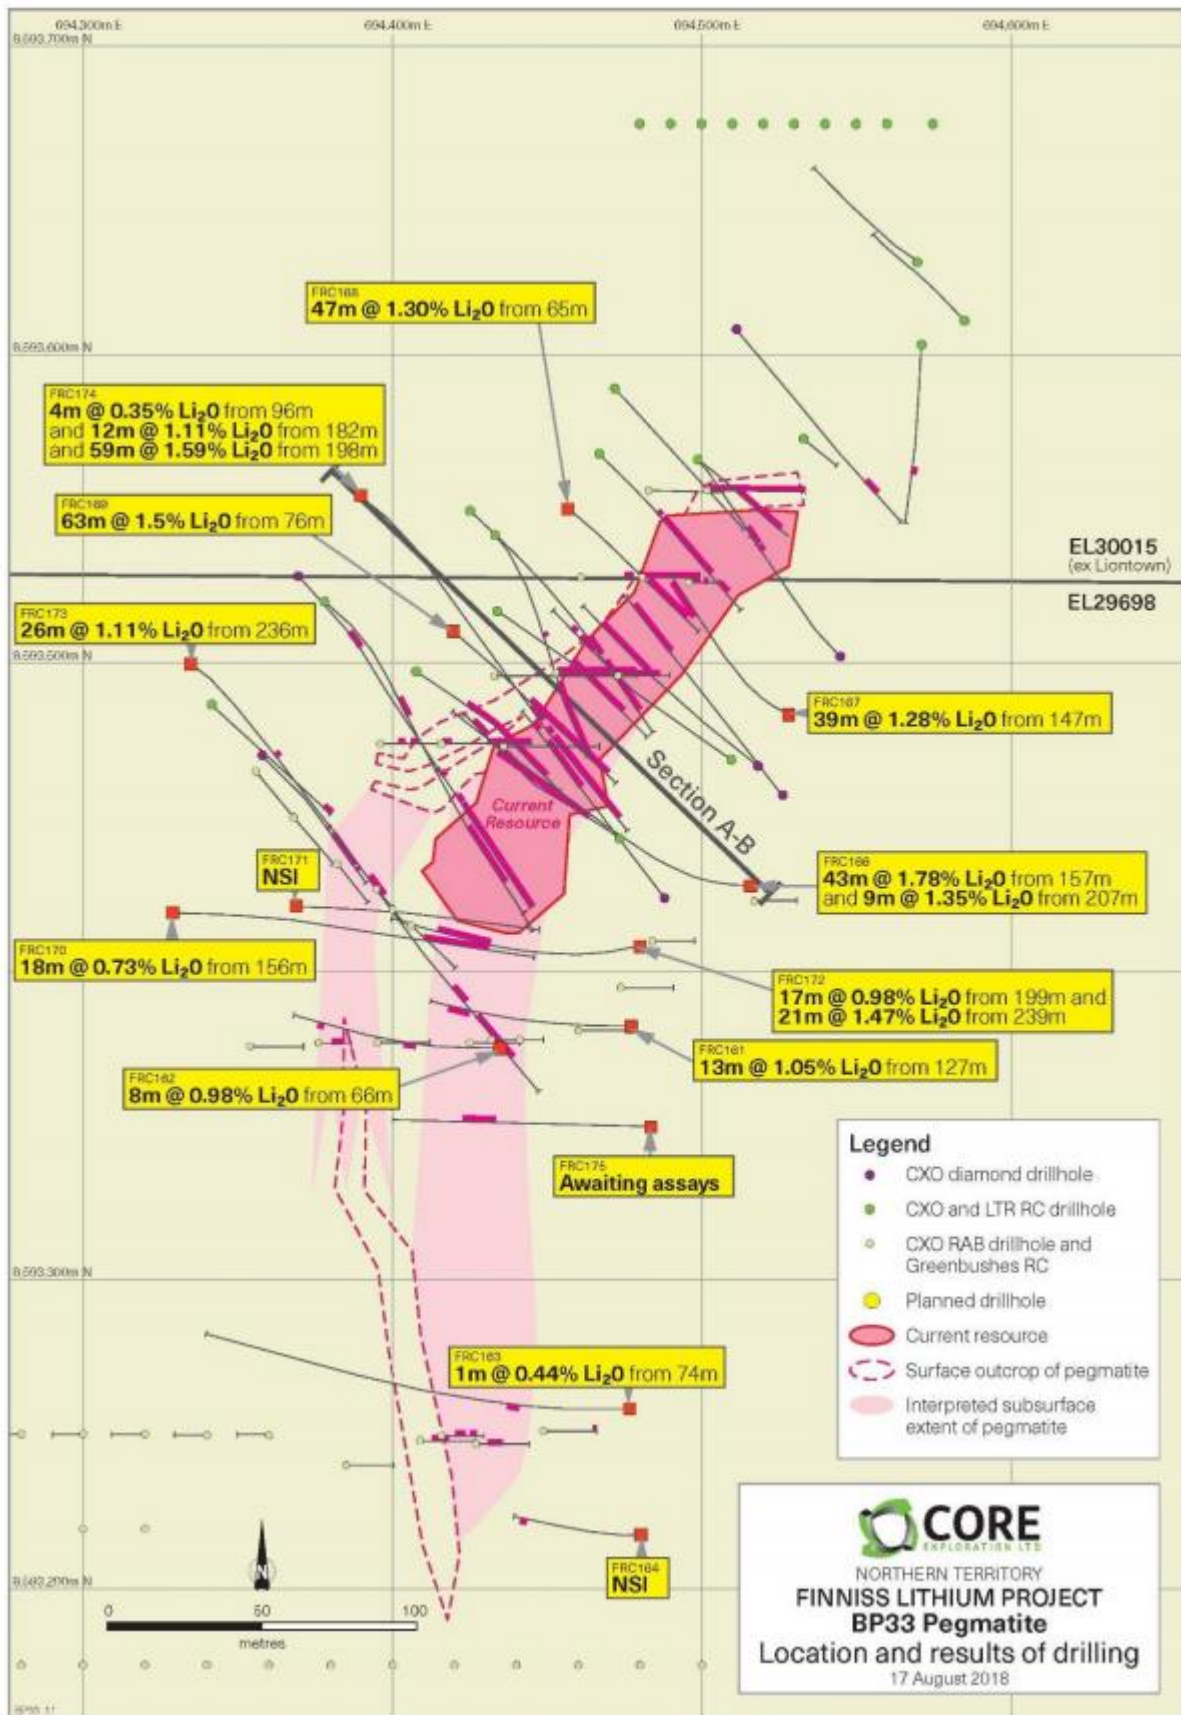 694,300m E
694,400m E
694,500m E
694,600m E
8,593,700m N
FRC168
47m @ 1.30% Li₂O from 65m
8,593,600m N
FRC174
4m @ 0.35% Li₂O from 96m
and 12m @ 1.11% Li₂O from 182m
and 59m @ 1.59% Li₂O from 198m
FRC169
63m @ 1.5% Li₂O from 76m
EL30015
(ex Liontown)
EL29698
FRC173
26m @ 1.11% Li₂O from 236m
8,593,500m N
FRC167
39m @ 1.28% Li₂O from 147m
Section A-B
Current
Resource
FRC171
NSI
FRC166
43m @ 1.78% Li₂O from 157m
and 9m @ 1.35% Li₂O from 207m
FRC170
18m @ 0.73% Li₂O from 156m
FRC172
17m @ 0.98% Li₂O from 199m and
21m @ 1.47% Li₂O from 239m
FRC161
13m @ 1.05% Li₂O from 127m
FRC162
8m @ 0.98% Li₂O from 66m
FRC175
Awaiting assays
Legend
CXO diamond drillhole
CXO and LTR RC drillhole
CXO RAB drillhole and
Greenbushes RC
Planned drillhole
Current resource
Surface outcrop of pegmatite
Interpreted subsurface
extent of pegmatite
8,593,300m N
FRC163
1m @ 0.44% Li₂O from 74m
FRC164
NSI
N
8,593,200m N
0 50 100
metres
CORE
EXPLORATION LTD
NORTHERN TERRITORY
FINNISS LITHIUM PROJECT
BP33 Pegmatite
Location and results of drilling
17 August 2018